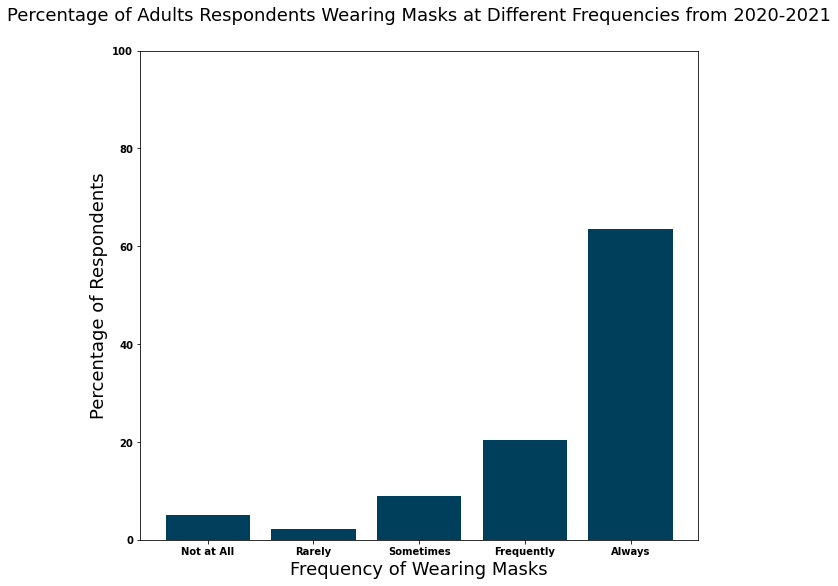 Percentage of Adults Respondents Wearing Masks at Different Frequencies from 2020-2021
100
80
60
40
20
0
Percentage of Respondents
Not at All Rarely Sometimes Frequently Always
Frequency of Wearing Masks